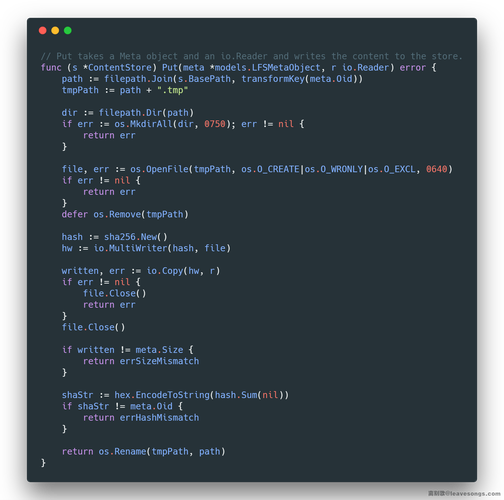 // Put takes a Meta object and an io.Reader and writes the content to the store.
func (s *ContentStore) Put(meta *models.LFSMetaObject, r io.Reader) error {
    path := filepath.Join(s.BasePath, transformKey(meta.Oid))
    tmpPath := path + ".tmp"

    dir := filepath.Dir(path)
    if err := os.MkdirAll(dir, 0750); err != nil {
        return err
    }

    file, err := os.OpenFile(tmpPath, os.O_CREATE|os.O_WRONLY|os.O_EXCL, 0640)
    if err != nil {
        return err
    }
    defer os.Remove(tmpPath)

    hash := sha256.New()
    hw := io.MultiWriter(hash, file)

    written, err := io.Copy(hw, r)
    if err != nil {
        file.Close()
        return err
    }
    file.Close()

    if written != meta.Size {
        return errSizeMismatch
    }

    shaStr := hex.EncodeToString(hash.Sum(nil))
    if shaStr != meta.Oid {
        return errHashMismatch
    }

    return os.Rename(tmpPath, path)
}
@leavesongs.com